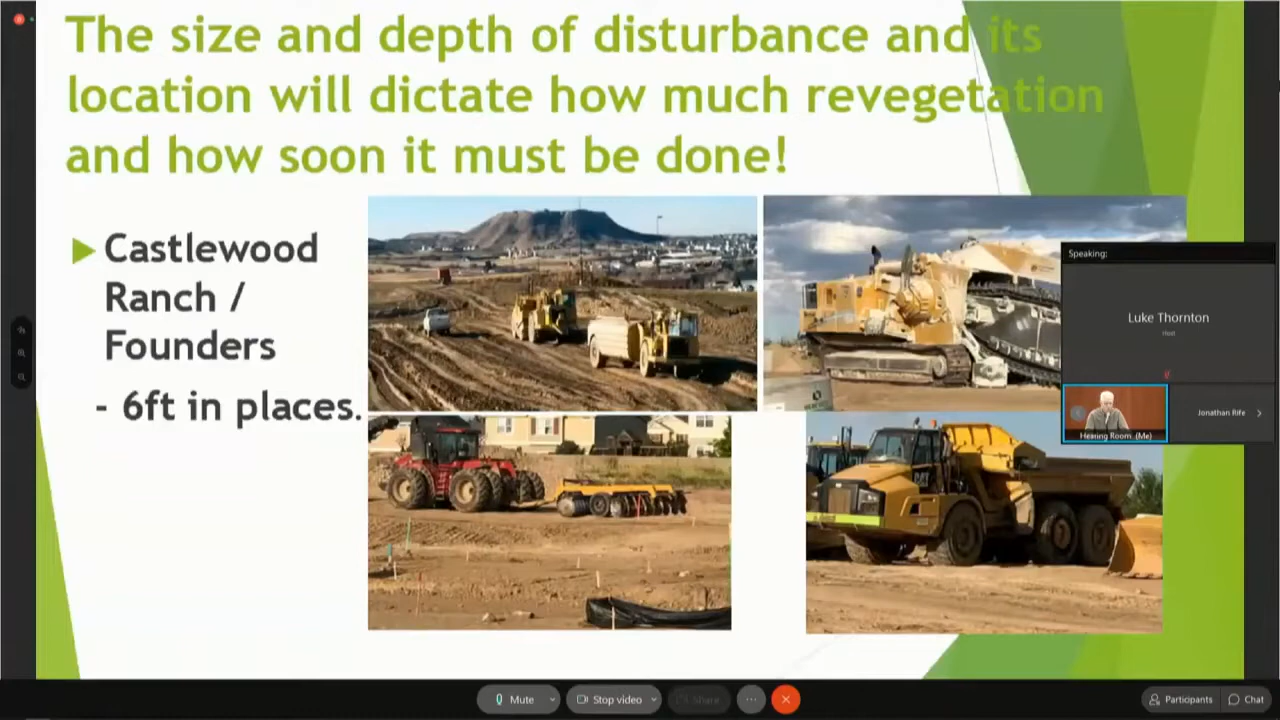 The size and depth of disturbance and its
location will dictate how much revegetation
and how soon it must be done!
Castlewood
Ranch /
Founders
- 6ft in places.
Speaking:
Luke Thornton
Host
Hearing Room (Me)
Jonathan Rife
CAT
Mute
Stop video
Share
Participants
Chat